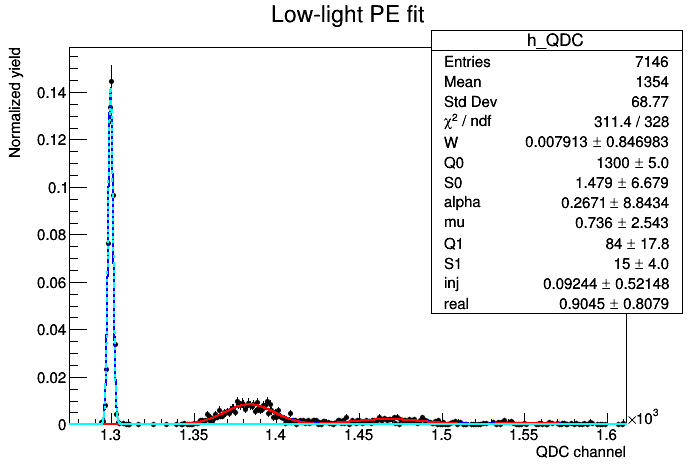 Low-light PE fit
Normalized yield
h_QDC
Entries 7146
Mean 1354
Std Dev 68.77
χ² / ndf 311.4 / 328
W 0.007913 ± 0.846983
Q0 1300 ± 5.0
S0 1.479 ± 6.679
alpha 0.2671 ± 8.8434
mu 0.736 ± 2.543
Q1 84 ± 17.8
S1 15 ± 4.0
inj 0.09244 ± 0.52148
real 0.9045 ± 0.8079
0.14
0.12
0.1
0.08
0.06
0.04
0.02
0
1.3 1.35 1.4 1.45 1.5 1.55 1.6
×10³
QDC channel